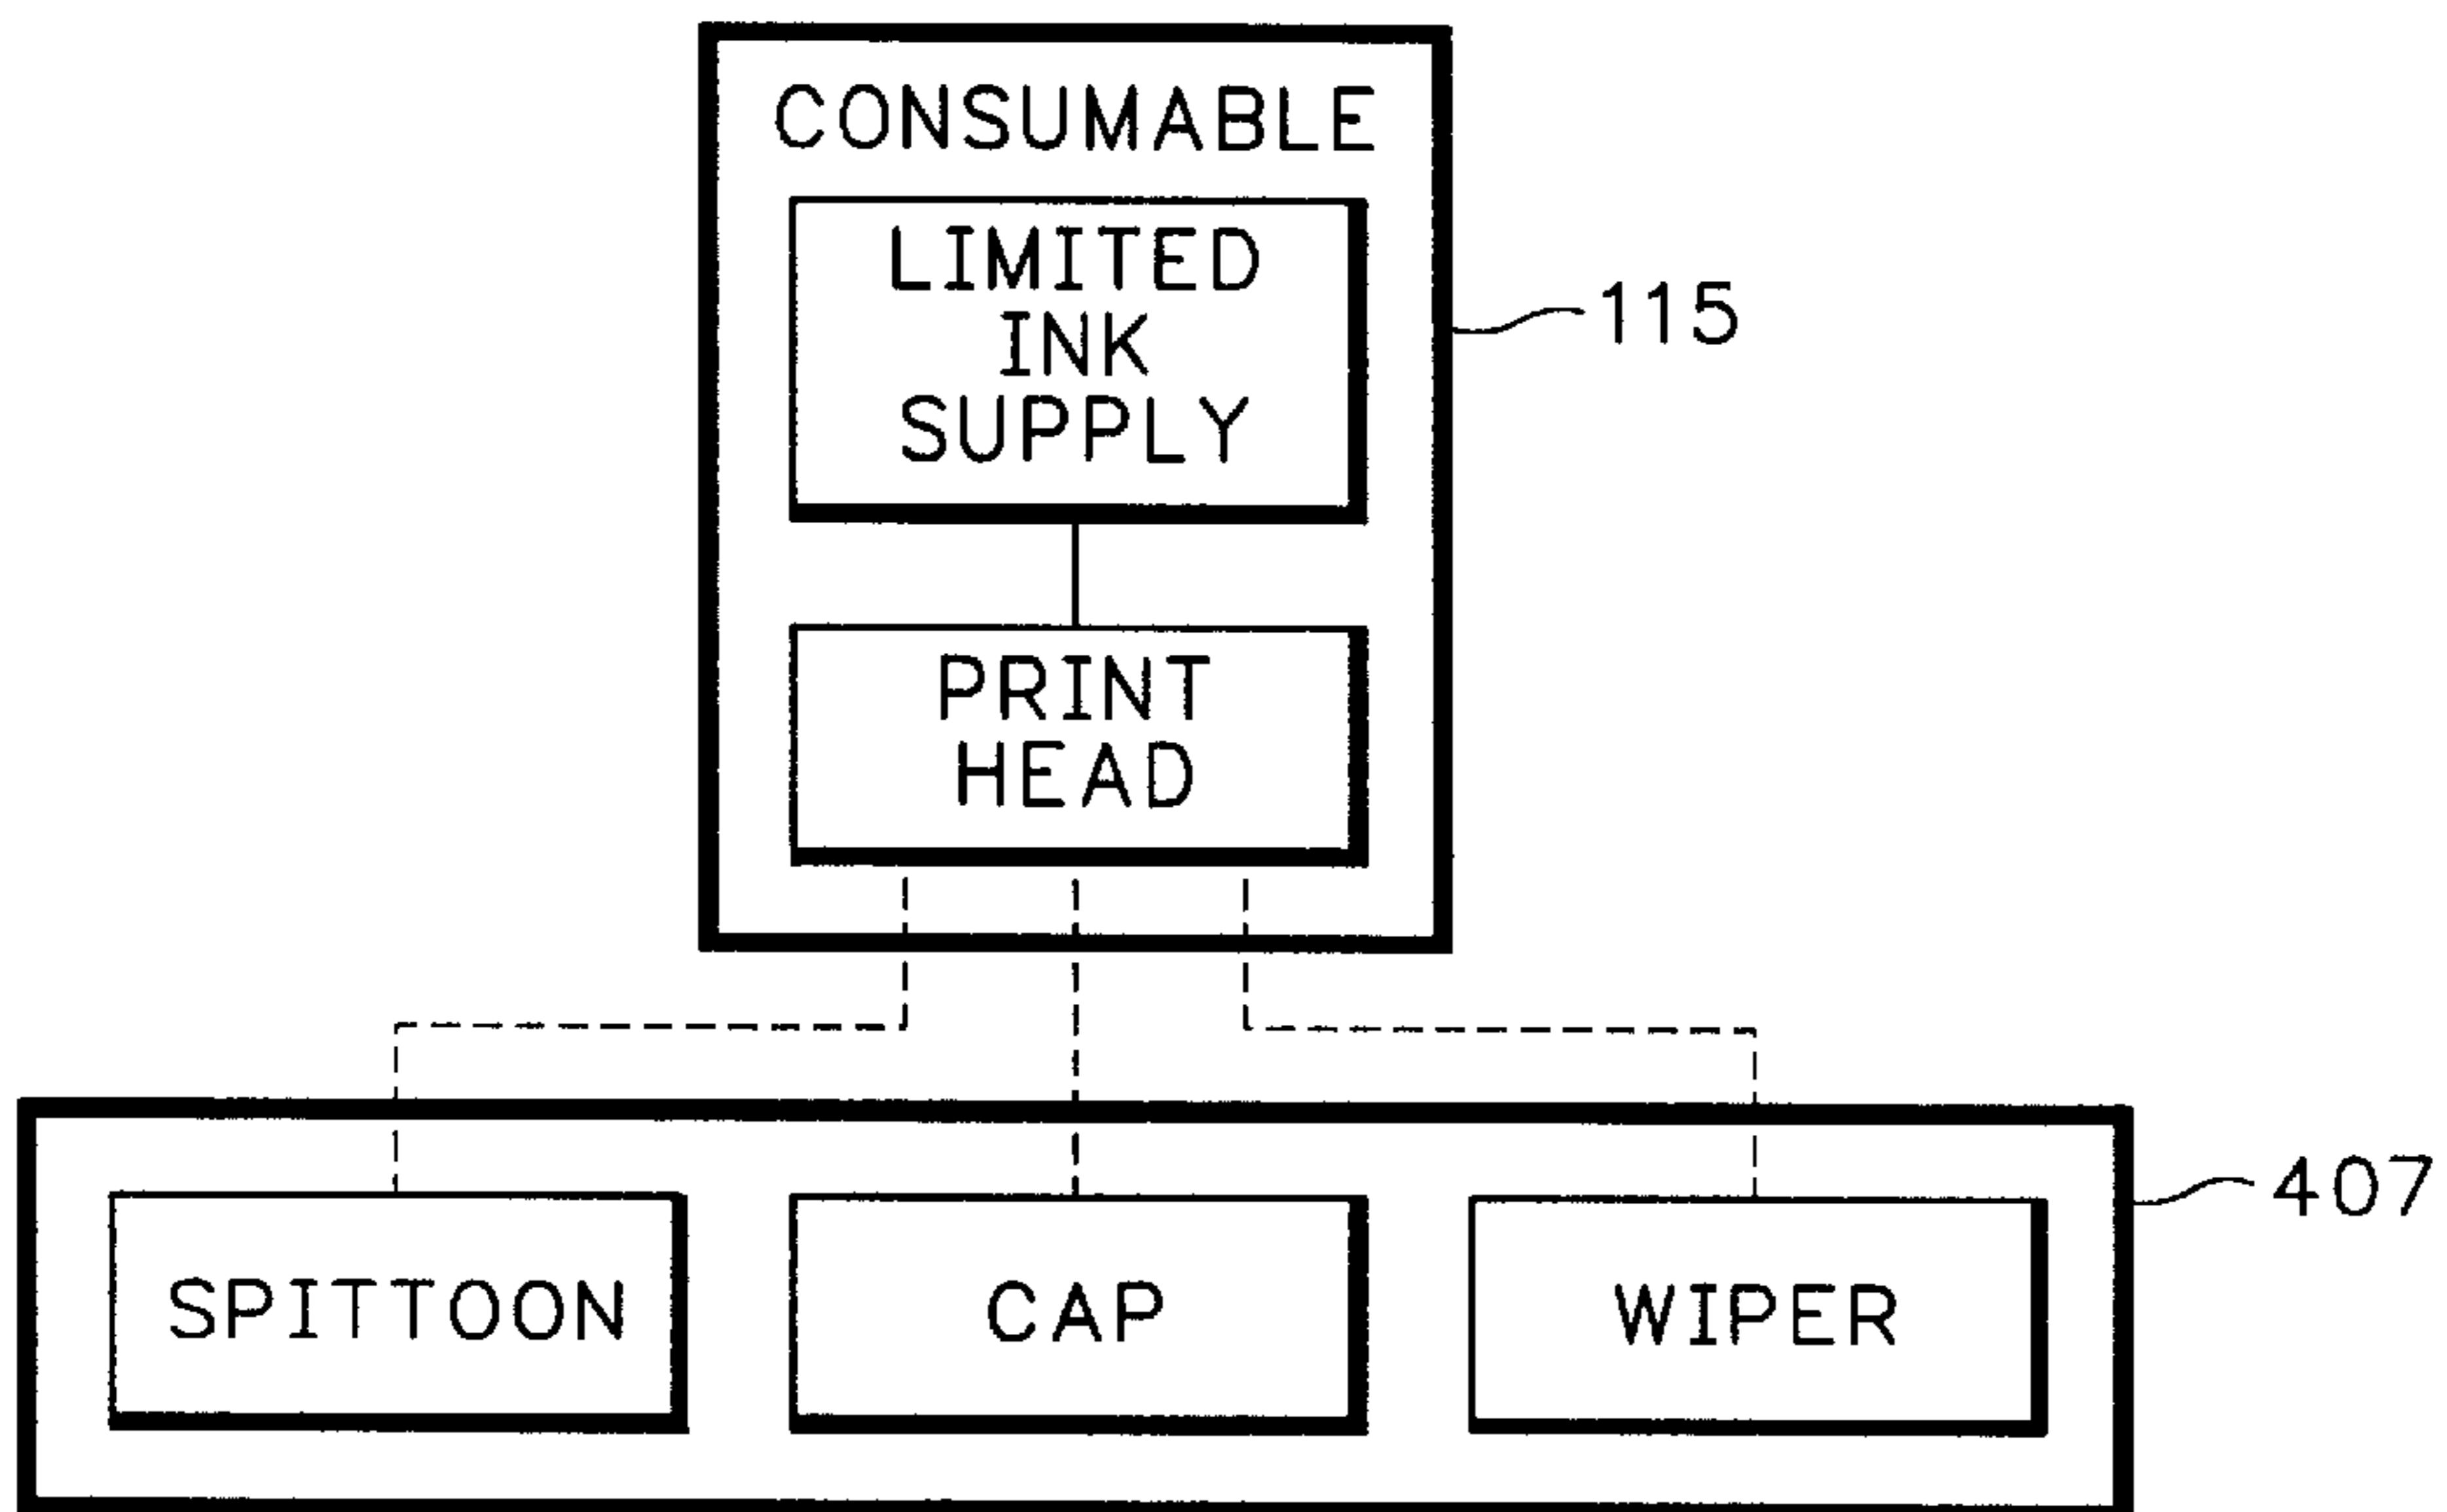 CONSUMABLE
LIMITED
INK
SUPPLY
115
PRINT
HEAD
407
SPITTOON
CAP
WIPER